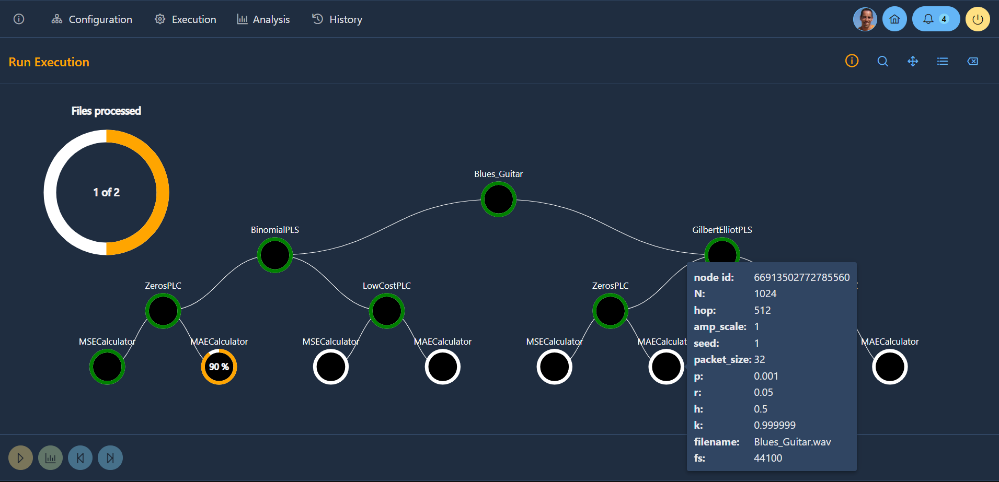 Configuration Execution Analysis History 4
Run Execution
Files processed
1 of 2
Blues_Guitar
BinomialPLS GilbertElliotPLS
ZerosPLC LowCostPLC ZerosPLC
MSECalculator MAECalculator MSECalculator MAECalculator MSECalculator MAECalculat MAECalculator
90 %
node id: 66913502772785560
N: 1024
hop: 512
amp_scale: 1
seed: 1
packet_size: 32
p: 0.001
r: 0.05
h: 0.5
k: 0.999999
filename: Blues_Guitar.wav
fs: 44100